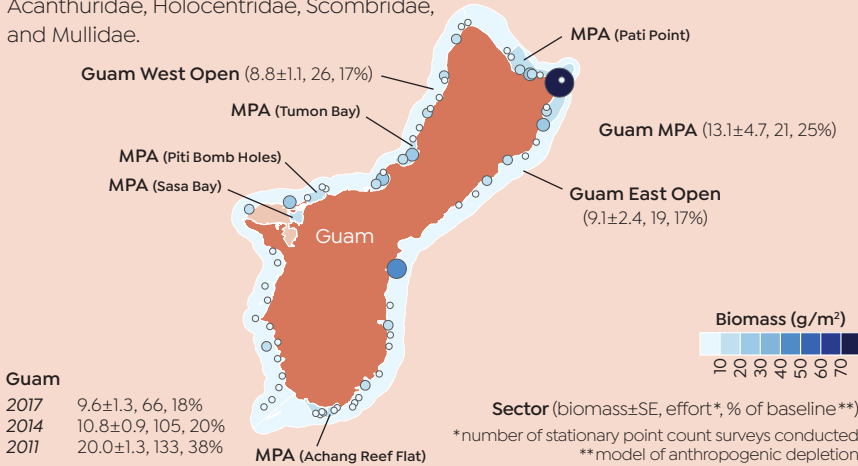 Acanthuridae, Holocentridae, Scombridae,
and Mullidae.
MPA (Pati Point)
Guam West Open (8.8±1.1, 26, 17%)
MPA (Tumon Bay)
Guam MPA (13.1±4.7, 21, 25%)
MPA (Piti Bomb Holes)
MPA (Sasa Bay)
Guam East Open
(9.1±2.4, 19, 17%)
Guam
Biomass (g/m²)
10 20 30 40 50 60 70
Guam
2017 9.6±1.3, 66, 18%
2014 10.8±0.9, 105, 20%
2011 20.0±1.3, 133, 38%
Sector (biomass±SE, effort*, % of baseline**)
*number of stationary point count surveys conducted
**model of anthropogenic depletion
MPA (Achang Reef Flat)